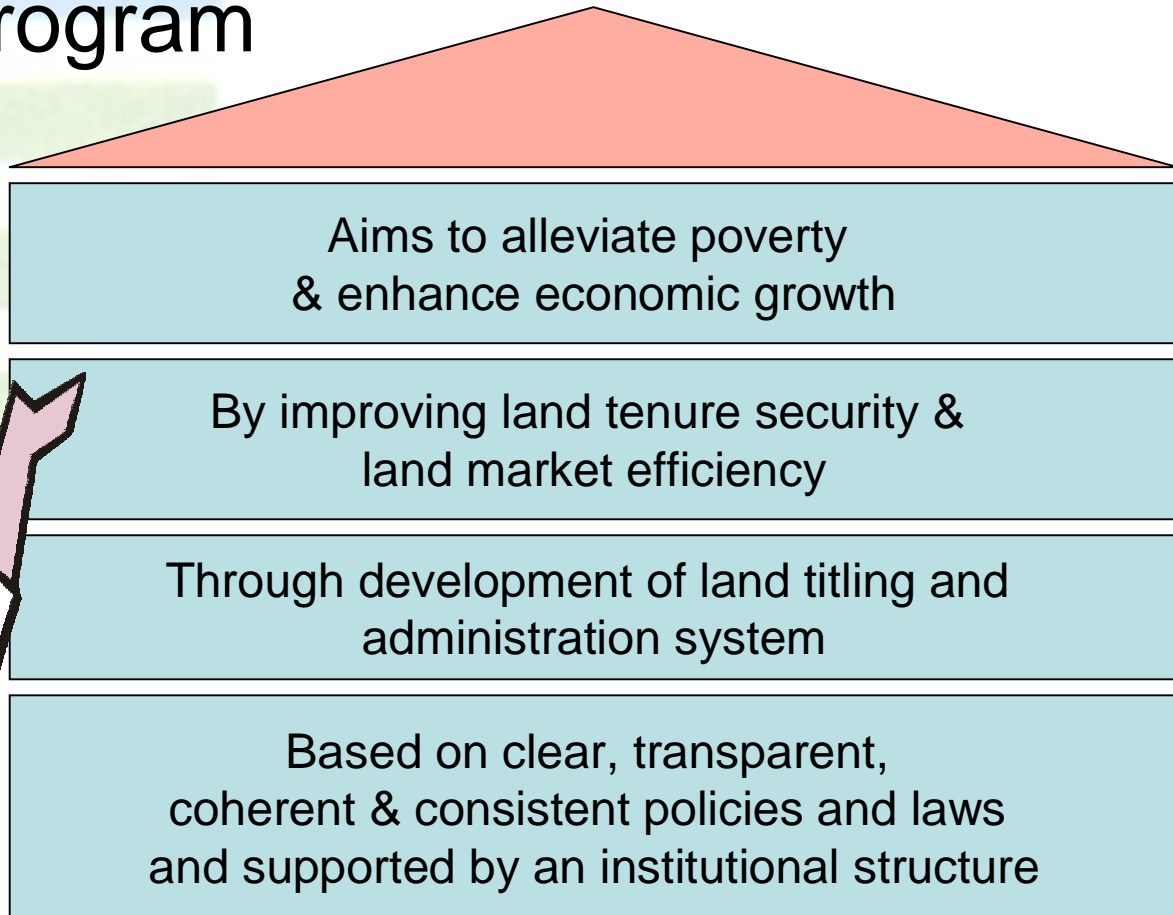 rogram
Aims to alleviate poverty
& enhance economic growth
By improving land tenure security &
land market efficiency
Through development of land titling and
administration system
Based on clear, transparent,
coherent & consistent policies and laws
and supported by an institutional structure